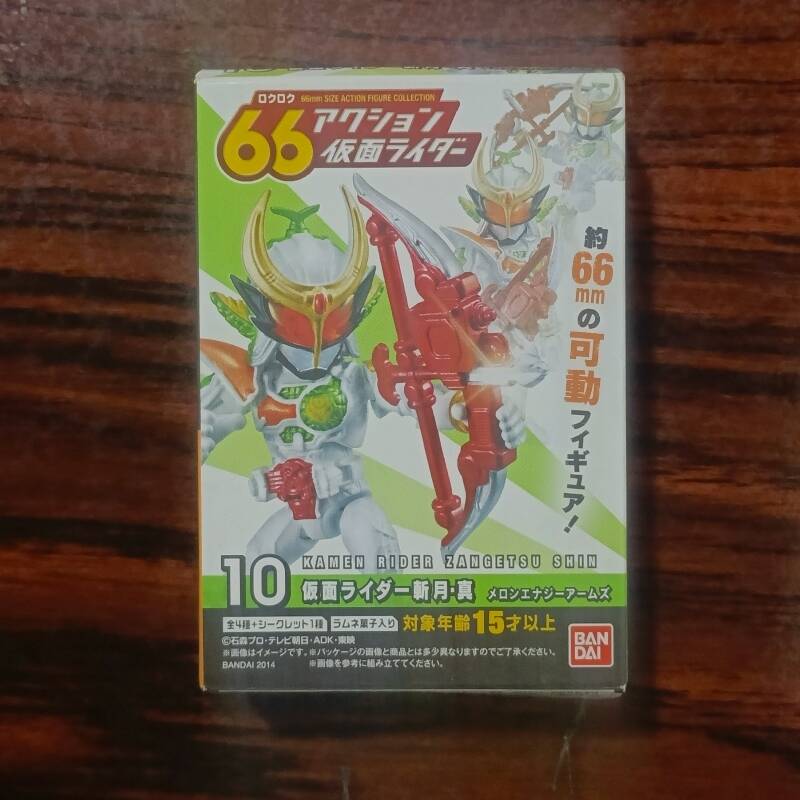 ロクロク 66mm SIZE ACTION FIGURE COLLECTION
66 アクション
仮面ライダー
約66mmの可動フィギュア!
KAMEN RIDER ZANGETSU SHIN
10 仮面ライダー斬月・真 メロンエナジーアームズ
全4種+シークレット1種 ラムネ菓子入り 対象年齢15才以上
©石森プロ・テレビ朝日・ADK・東映
※画像はイメージです。※パッケージの画像と商品とは多少異なりますのでご了承ください。
BANDAI 2014 ※画像を参考に組み立ててください。
BAN
DAI